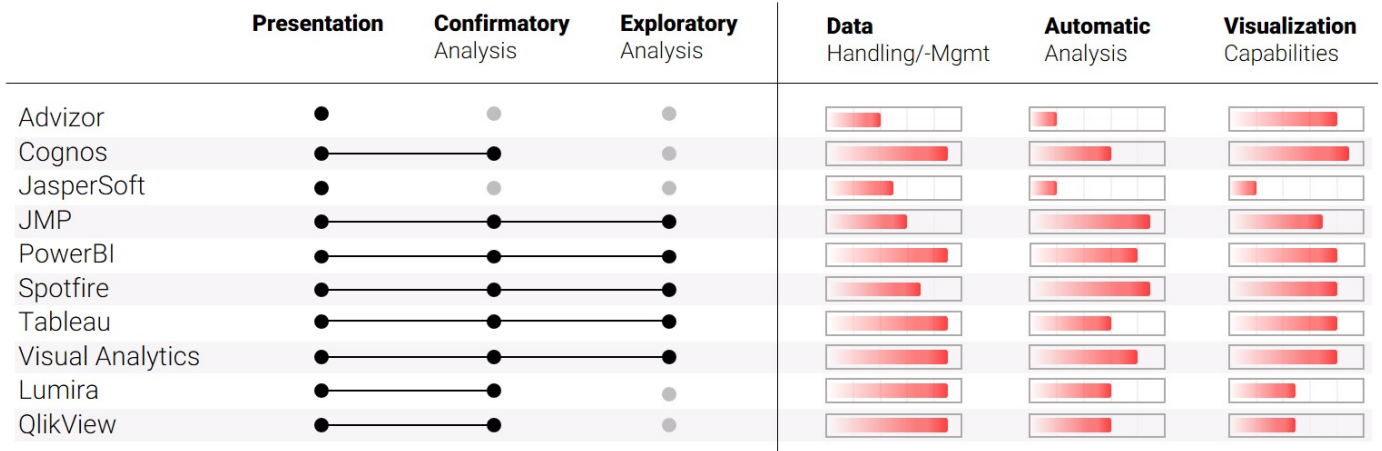 Presentation Confirmatory Exploratory Data Automatic Visualization
Analysis Analysis Handling/-Mgmt Analysis Capabilities
Advizor
Cognos
JasperSoft
JMP
PowerBI
Spotfire
Tableau
Visual Analytics
Lumira
QlikView